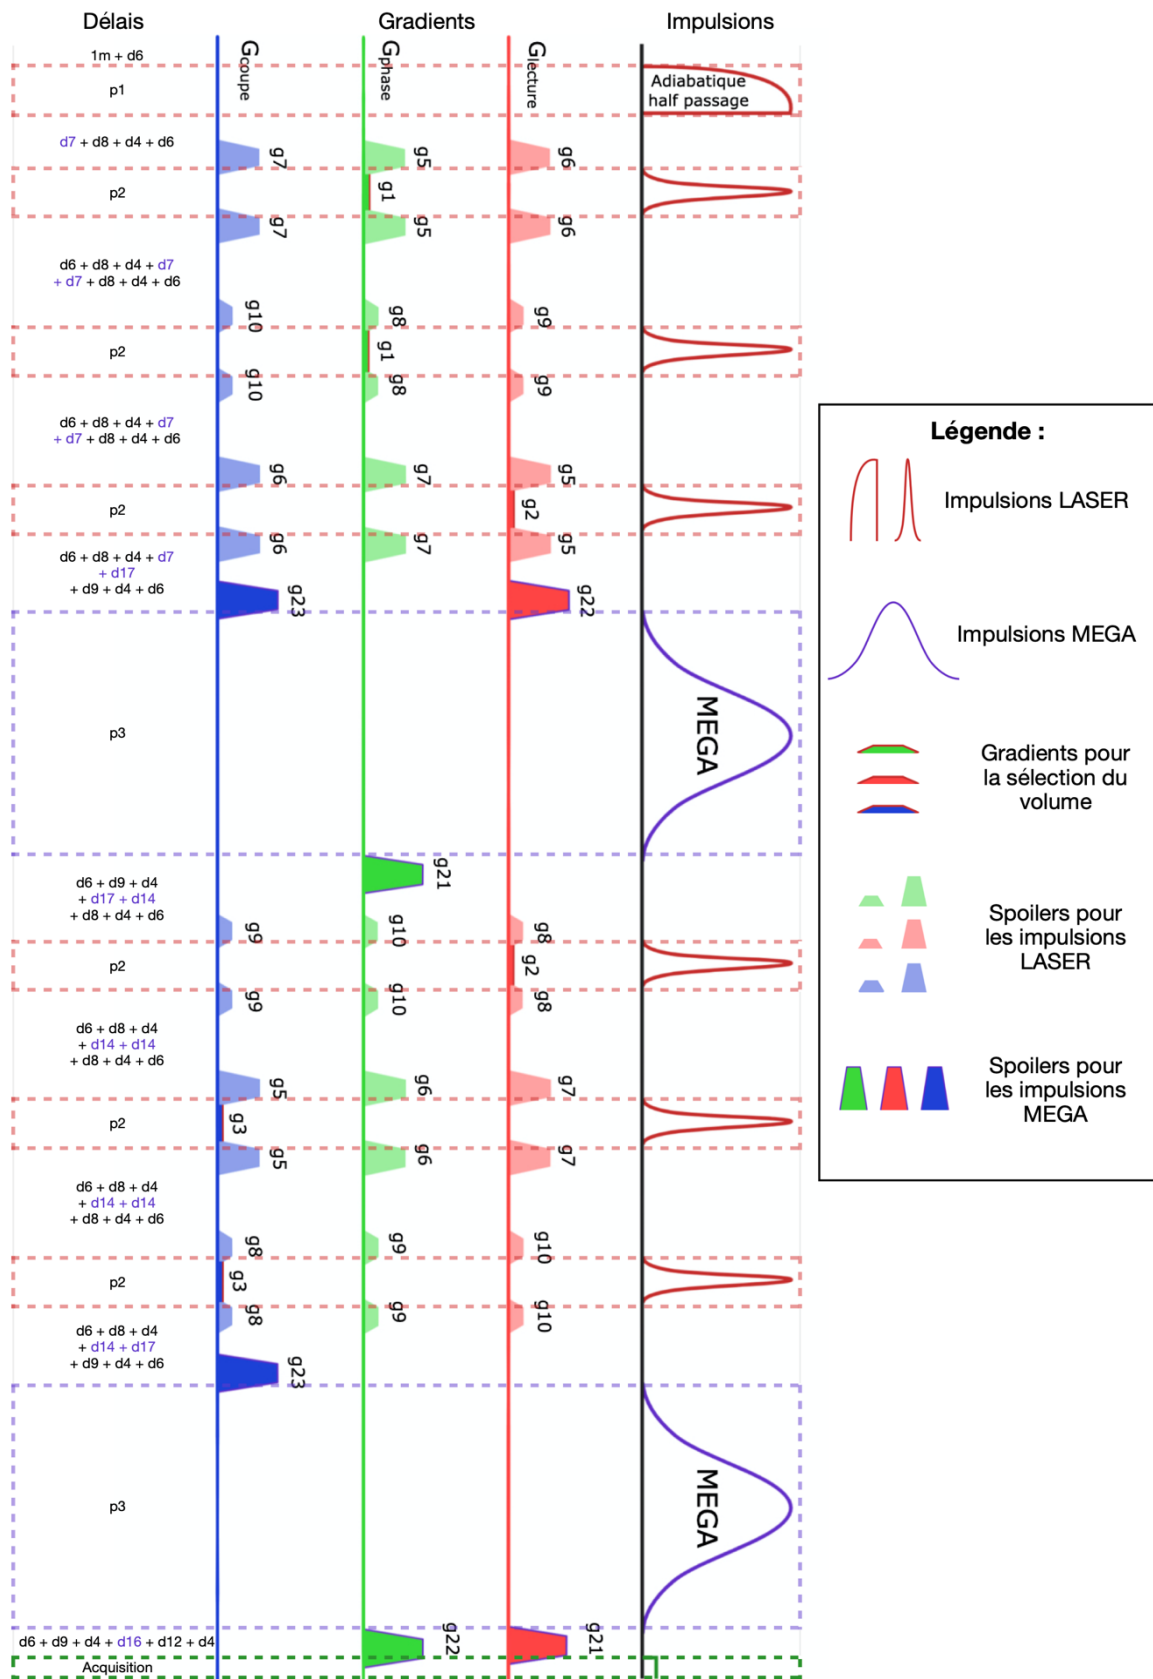 Délais
Gradients
Impulsions
1m + d6
Gcoupe
Gphase
Glecture
p1
Adiabatique
half passage
d7 + d8 + d4 + d6
g7
g5
g6
p2
g1
g7
g5
g6
d6 + d8 + d4 + d7
+ d7 + d8 + d4 + d6
g10
g8
g9
p2
g1
g10
g8
g9
d6 + d8 + d4 + d7
+ d7 + d8 + d4 + d6
g6
g7
g5
p2
g2
g6
g7
g5
d6 + d8 + d4 + d7
+ d17
+ d9 + d4 + d6
g23
g22
p3
MEGA
g21
d6 + d9 + d4
+ d17 + d14
+ d8 + d4 + d6
g9
g10
g8
p2
g2
g9
g10
g8
d6 + d8 + d4
+ d14 + d14
+ d8 + d4 + d6
g5
g6
g7
p2
g3
g5
g6
g7
d6 + d8 + d4
+ d14 + d14
+ d8 + d4 + d6
g8
g9
g10
p2
g3
g8
g9
g10
d6 + d8 + d4
+ d14 + d17
+ d9 + d4 + d6
g23
p3
MEGA
d6 + d9 + d4 + d16 + d12 + d4
g22
g21
Acquisition
Légende :
Impulsions LASER
Impulsions MEGA
Gradients pour
la sélection du
volume
Spoilers pour
les impulsions
LASER
Spoilers pour
les impulsions
MEGA